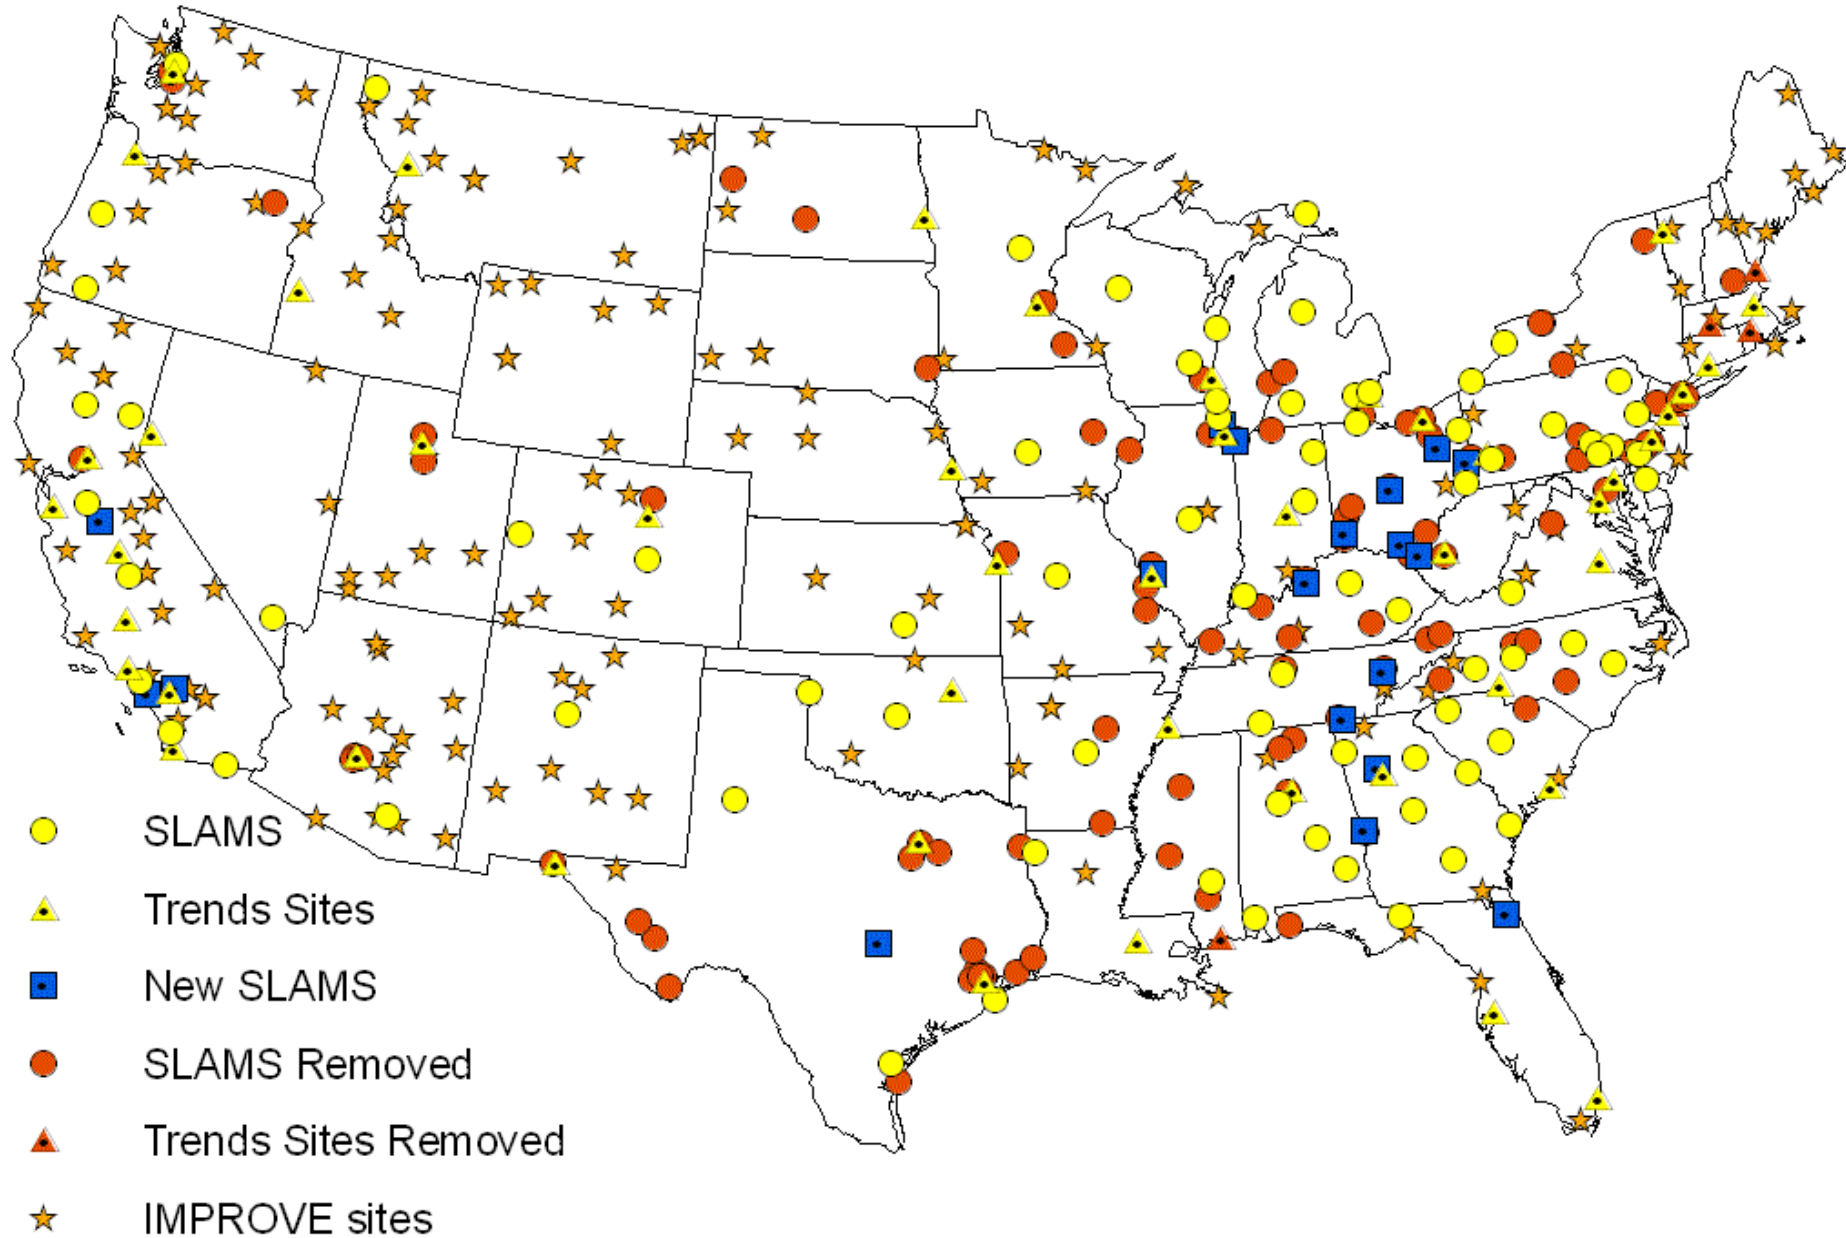 SLAMS
Trends Sites
New SLAMS
SLAMS Removed
Trends Sites Removed
IMPROVE sites